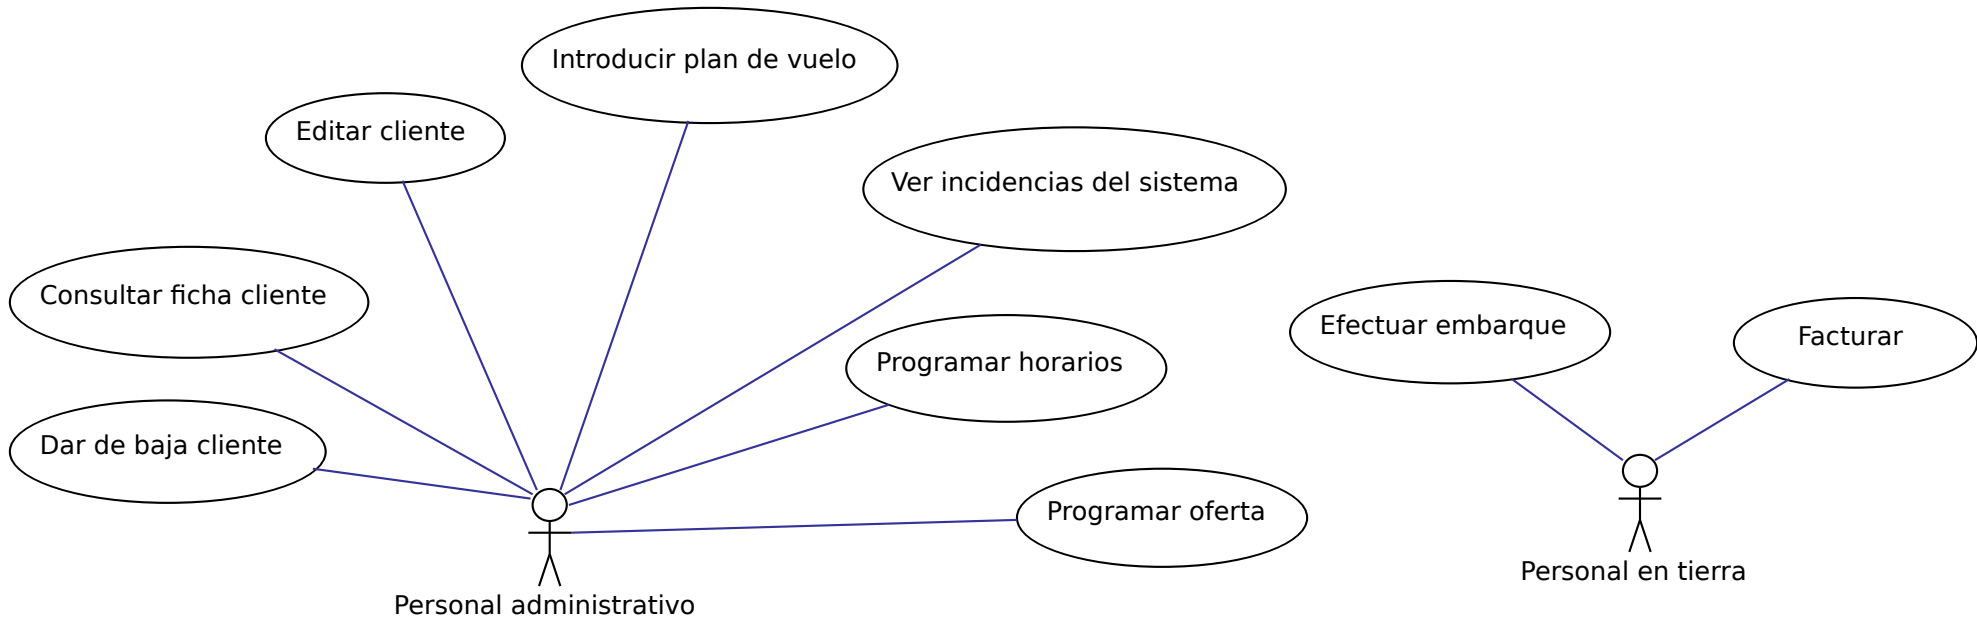 Introducir plan de vuelo
Editar cliente
Ver incidencias del sistema
Consultar ficha cliente
Efectuar embarque
Facturar
Programar horarios
Dar de baja cliente
Programar oferta
Personal en tierra
Personal administrativo